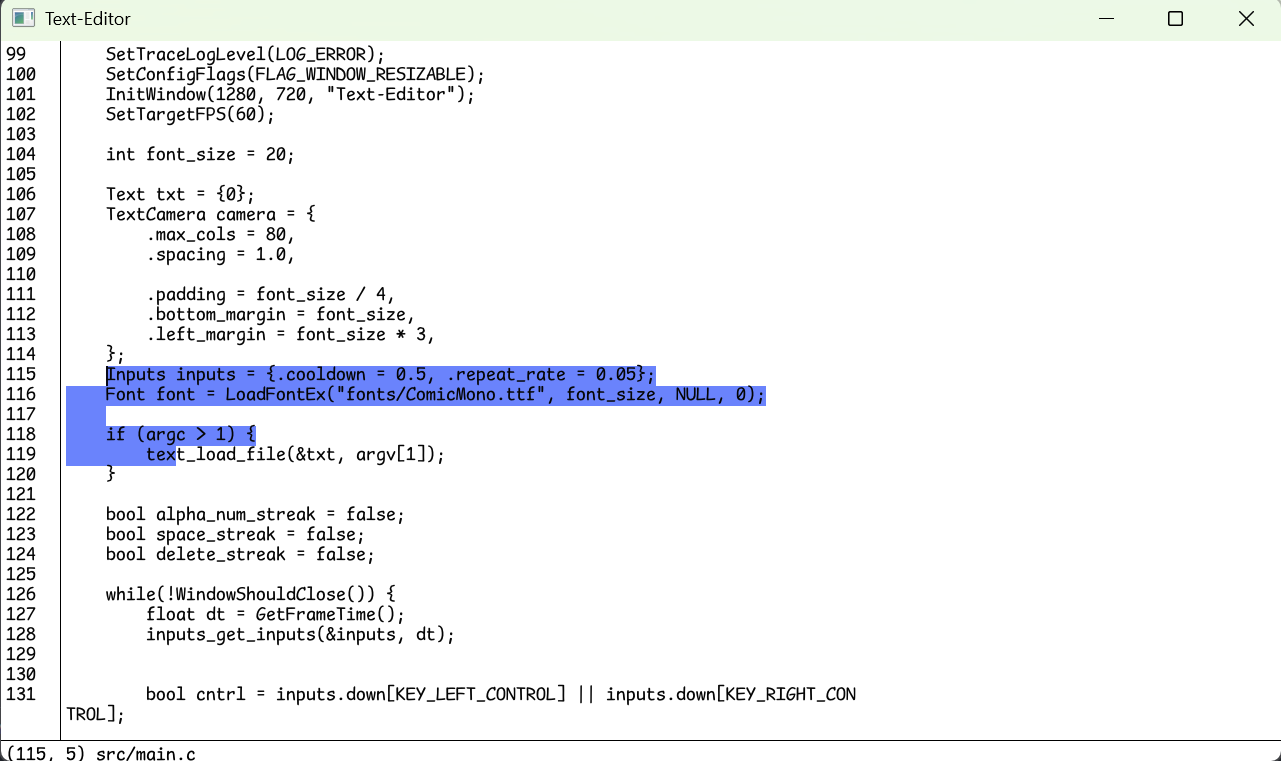 Text-Editor
99 SetTraceLogLevel(LOG_ERROR);
100 SetConfigFlags(FLAG_WINDOW_RESIZABLE);
101 InitWindow(1280, 720, "Text-Editor");
102 SetTargetFPS(60);
103
104 int font_size = 20;
105
106 Text txt = {0};
107 TextCamera camera = {
108 .max_cols = 80,
109 .spacing = 1.0,
110
111 .padding = font_size / 4,
112 .bottom_margin = font_size,
113 .left_margin = font_size * 3,
114 };
115 Inputs inputs = {.cooldown = 0.5, .repeat_rate = 0.05};
116 Font font = LoadFontEx("fonts/ComicMono.ttf", font_size, NULL, 0);
117
118 if (argc > 1) {
119 text_load_file(&txt, argv[1]);
120 }
121
122 bool alpha_num_streak = false;
123 bool space_streak = false;
124 bool delete_streak = false;
125
126 while(!WindowShouldClose()) {
127 float dt = GetFrameTime();
128 inputs_get_inputs(&inputs, dt);
129
130
131 bool cntrl = inputs.down[KEY_LEFT_CONTROL] || inputs.down[KEY_RIGHT_CON
TROL];
(115, 5) src/main.c